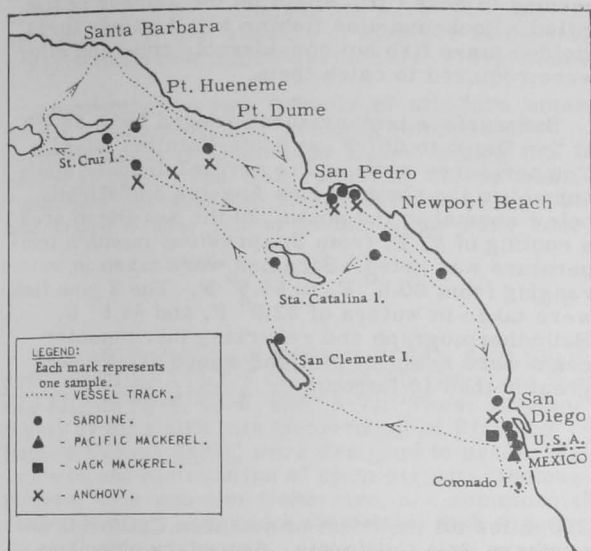 Santa Barbara
Pt. Hueneme
Pt. Dume
St. Cruz I.
San Pedro
Newport Beach
Sta. Catalina I.
San Clemente I.
San
Diego
U.S.A.
MEXICO
Coronado I.
LEGEND:
Each mark represents
one sample.
- VESSEL TRACK.
- SARDINE.
- PACIFIC MACKEREL.
- JACK MACKEREL.
- ANCHOVY.